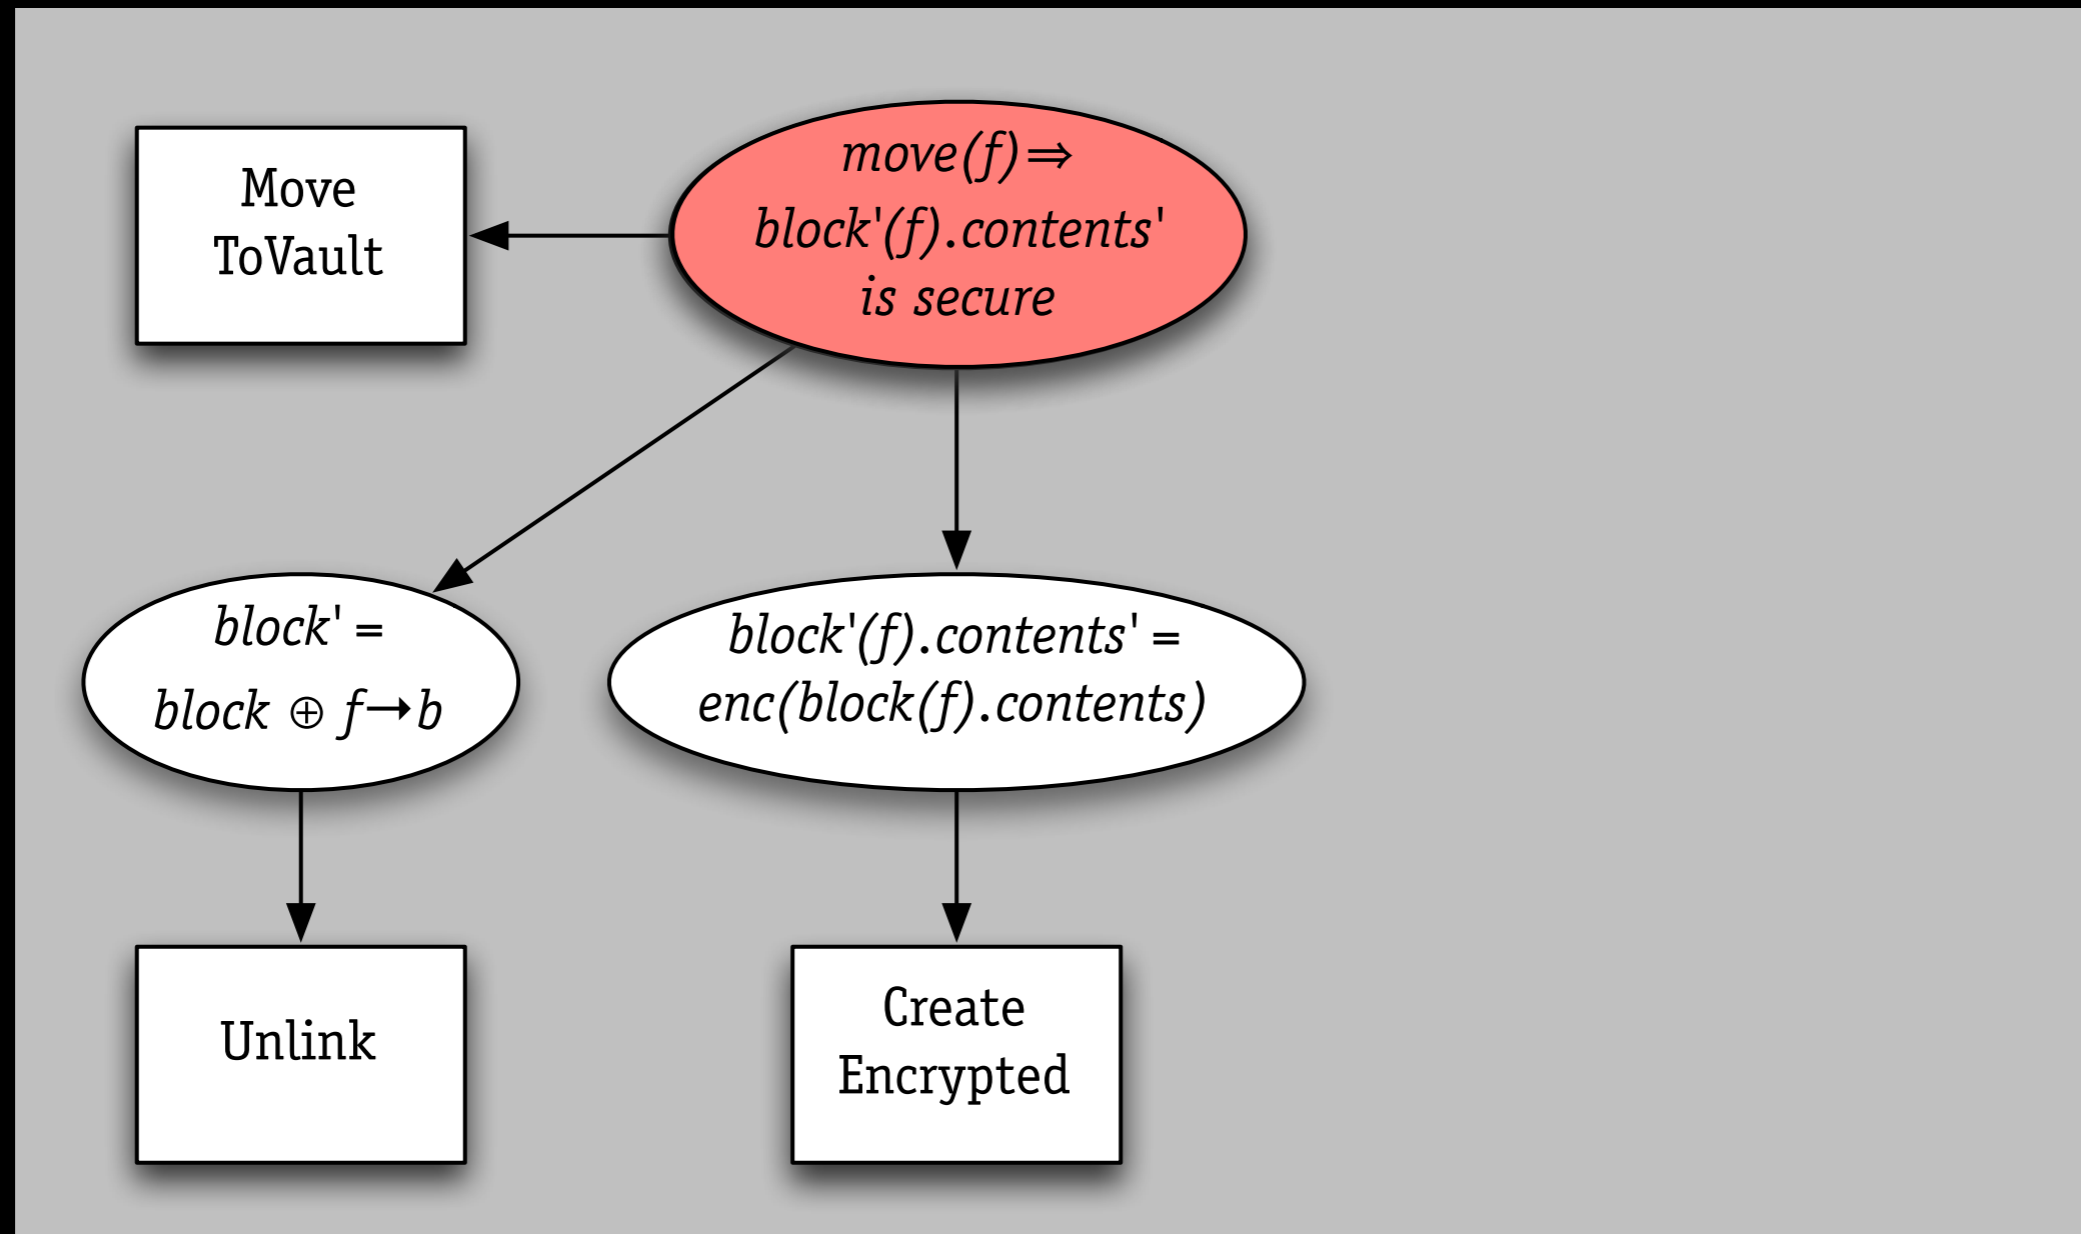 Move
ToVault
move(f)⇒
block'(f).contents'
is secure
block' =
block ⊕ f→b
block'(f).contents' =
enc(block(f).contents)
Unlink
Create
Encrypted